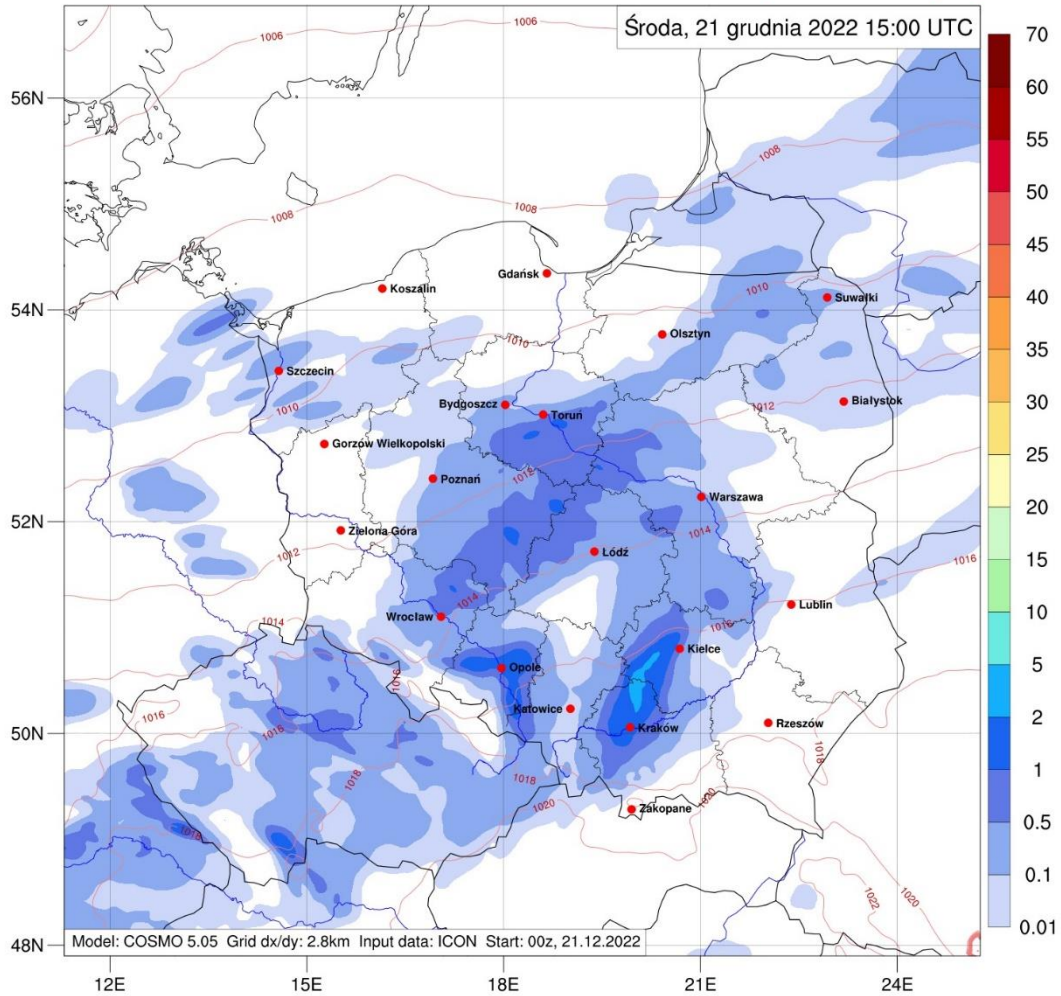 Środa, 21 grudnia 2022 15:00 UTC
70
60
55
50
45
40
35
30
25
20
15
10
5
2
1
0.5
0.1
0.01
56N
54N
52N
50N
48N
1006
1006
1008
1008
1008
Gdańsk
Koszalin
1010
Suwałki
Olsztyn
1010
Szczecin
1010
Bydgoszcz
Toruń
1012
Białystok
Gorzów Wielkopolski
Poznań
1012
Warszawa
Zielona Góra
1012
1014
Łódź
1016
1014
Wrocław
Lublin
1014
1016
Kielce
1016
Opole
1016
Katowice
1018
Kraków
Rzeszów
1018
1018
1018
1020
1020
Zakopane
1018
1022
1020
Model: COSMO 5.05 Grid dx/dy: 2.8km Input data: ICON Start: 00z, 21.12.2022
12E
15E
18E
21E
24E